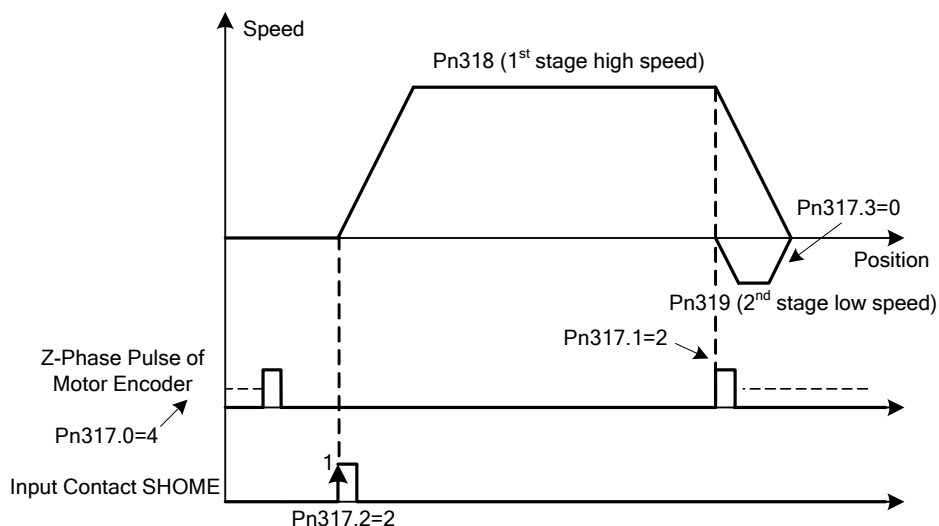 Speed
Pn318 (1st stage high speed)
Pn317.3=0
Position
Pn319 (2nd stage low speed)
Pn317.1=2
Z-Phase Pulse of
Motor Encoder
Pn317.0=4
1
Input Contact SHOME
Pn317.2=2